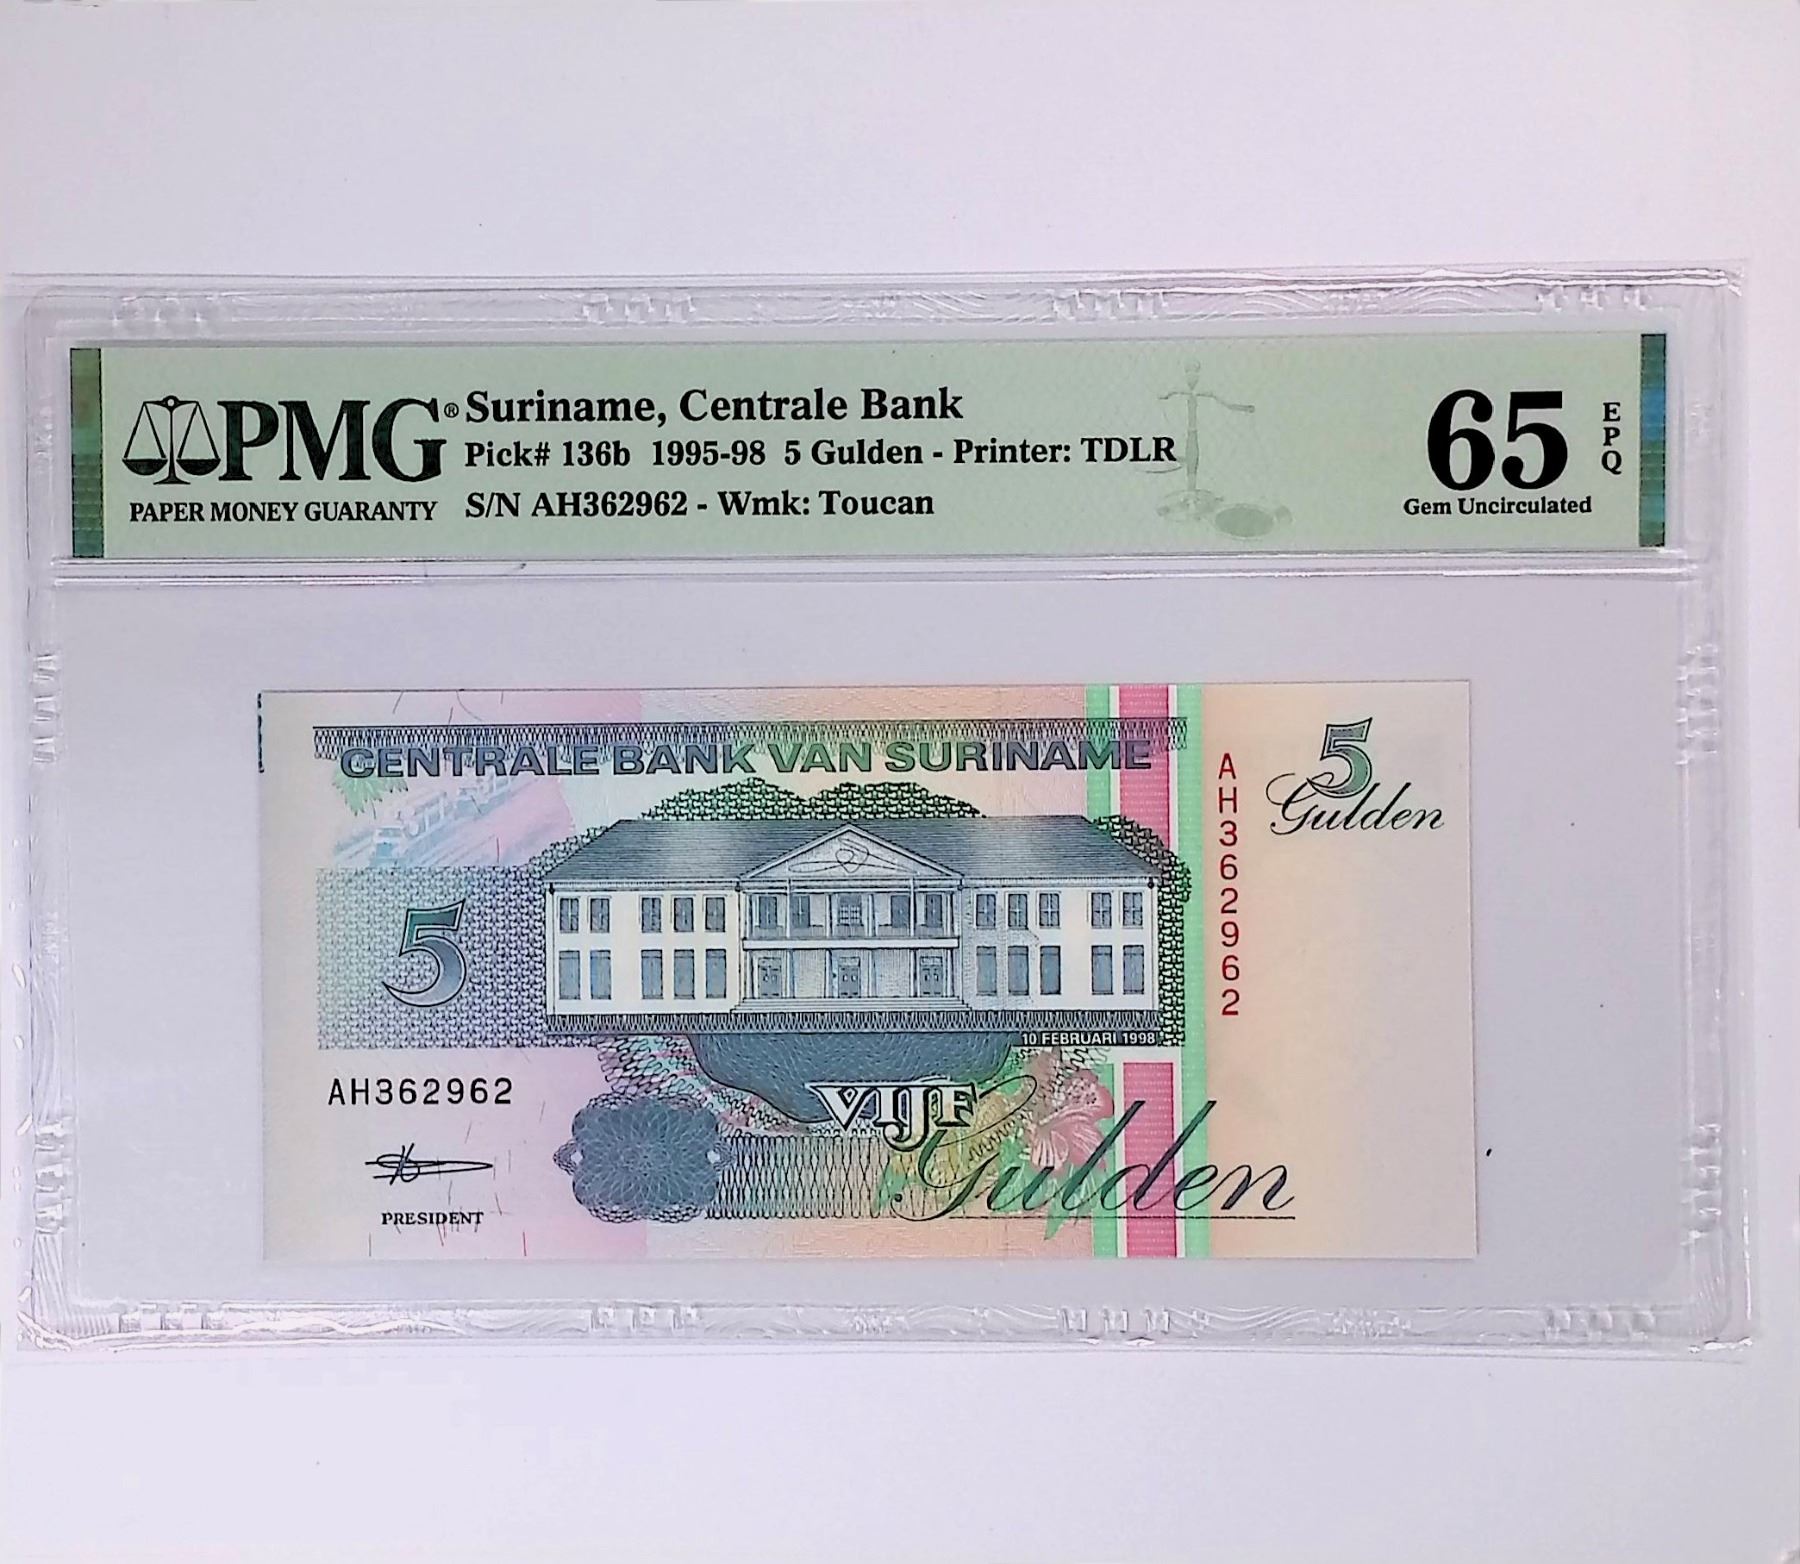 PMG®
PAPER MONEY GUARANTY
Suriname, Centrale Bank
Pick# 136b 1995-98 5 Gulden - Printer: TDLR
S/N AH362962 - Wmk: Toucan
65
EPQ
Gem Uncirculated
CENTRALE BANK VAN SURINAME
5
Gulden
AH362962
5
10 FEBRUARI 1998
AH362962
VIJF
Gulden
PRESIDENT